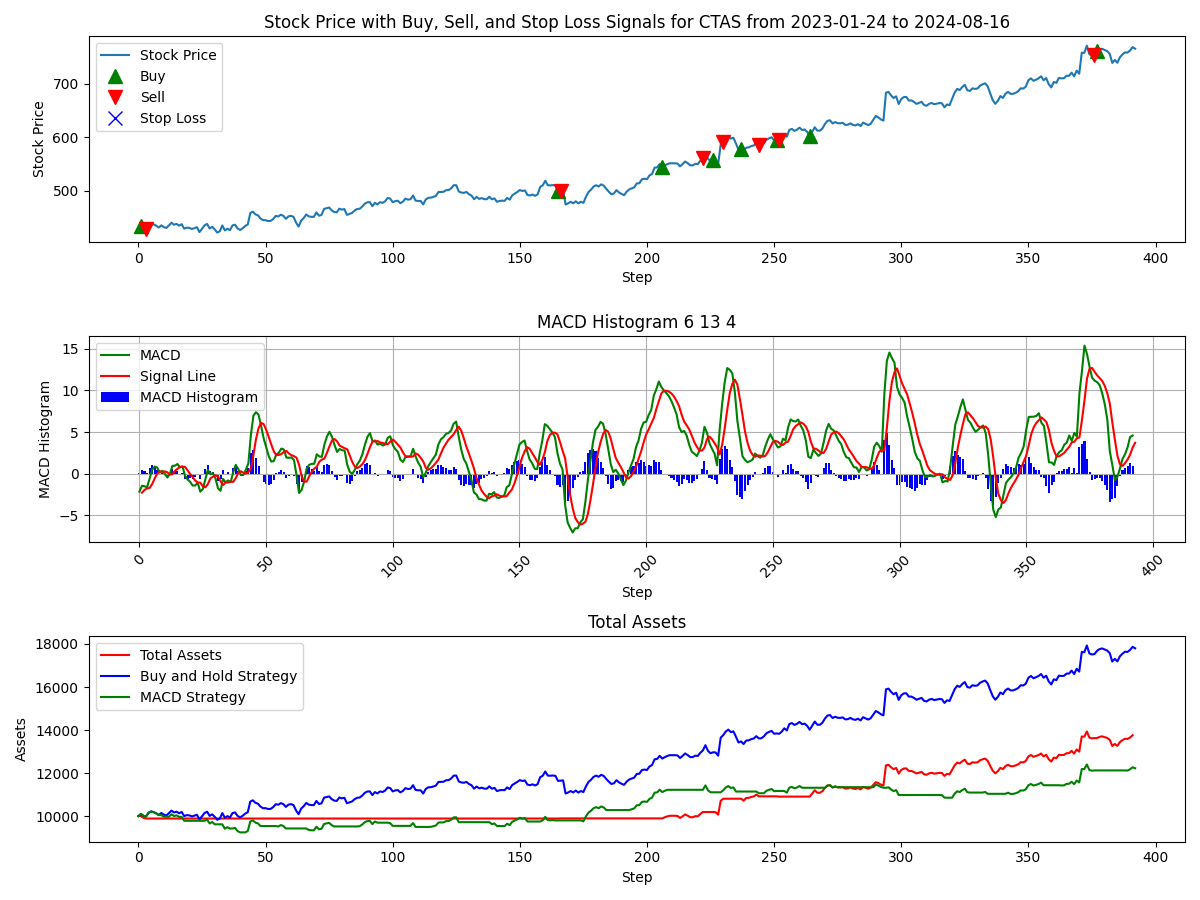 Stock Price with Buy, Sell, and Stop Loss Signals for CTAS from 2023-01-24 to 2024-08-16
Stock Price
Buy
Sell
Stop Loss
Stock Price
700
600
500
0 50 100 150 200 250 300 350 400
Step
MACD Histogram 6 13 4
MACD
Signal Line
MACD Histogram
MACD Histogram
15
10
5
0
−5
0 50 100 150 200 250 300 350 400
Step
Total Assets
Total Assets
Buy and Hold Strategy
MACD Strategy
Assets
18000
16000
14000
12000
10000
0 50 100 150 200 250 300 350 400
Step